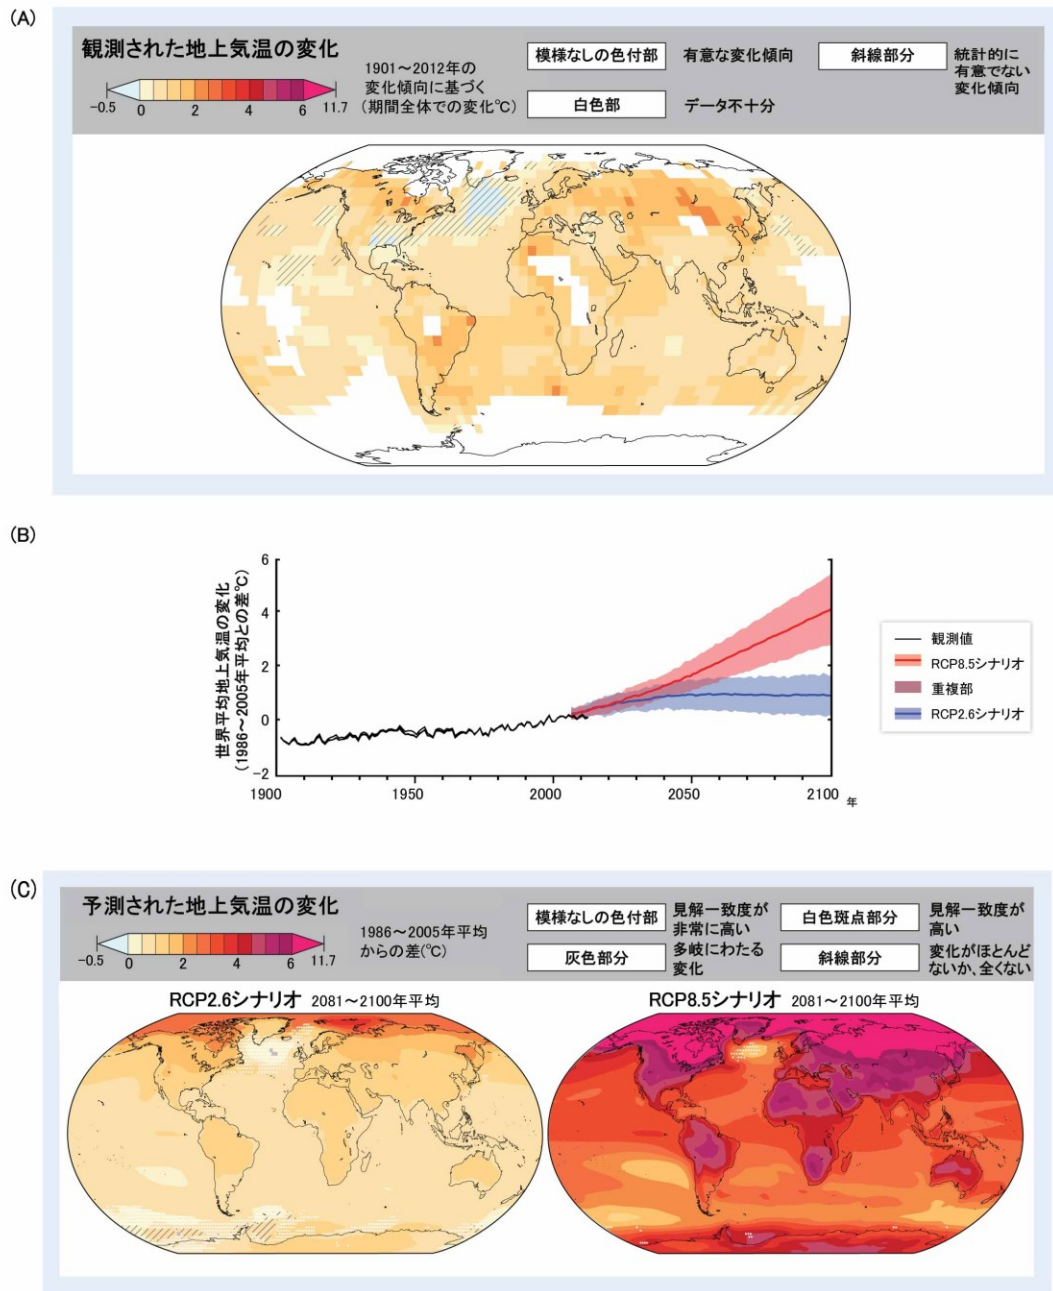 (A)
観測された地上気温の変化
-0.5 0 2 4 6 11.7
1901～2012年の
変化傾向に基づく
(期間全体での変化℃)
模様なしの色付部
有意な変化傾向
斜線部分
統計的に
有意でない
変化傾向
白色部
データ不十分
(B)
世界平均地上気温の変化
(1986～2005年平均との差℃)
6
4
2
0
-2
1900 1950 2000 2050 2100 年
観測値
RCP8.5シナリオ
重複部
RCP2.6シナリオ
(C)
予測された地上気温の変化
-0.5 0 2 4 6 11.7
1986～2005年平均
からの差(℃)
模様なしの色付部
見解一致度が
非常に高い
白色斑点部分
見解一致度が
高い
灰色部分
多岐にわたる
変化
斜線部分
変化がほとんど
ないか、全くない
RCP2.6シナリオ 2081～2100年平均
RCP8.5シナリオ 2081～2100年平均